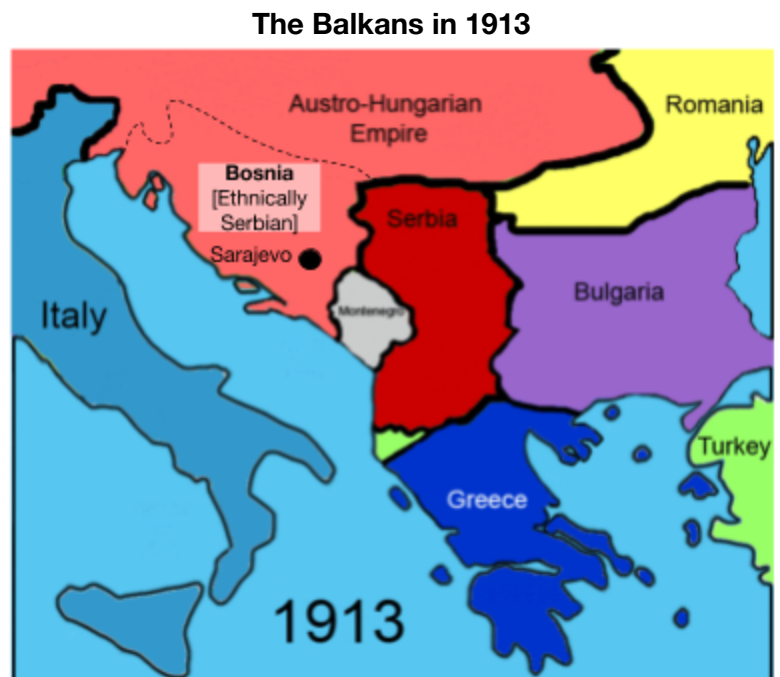 The Balkans in 1913
Austro-Hungarian
Empire
Romania
Bosnia
[Ethnically
Serbian]
Serbia
Sarajevo
Bulgaria
Italy
Montenegro
Turkey
Greece
1913